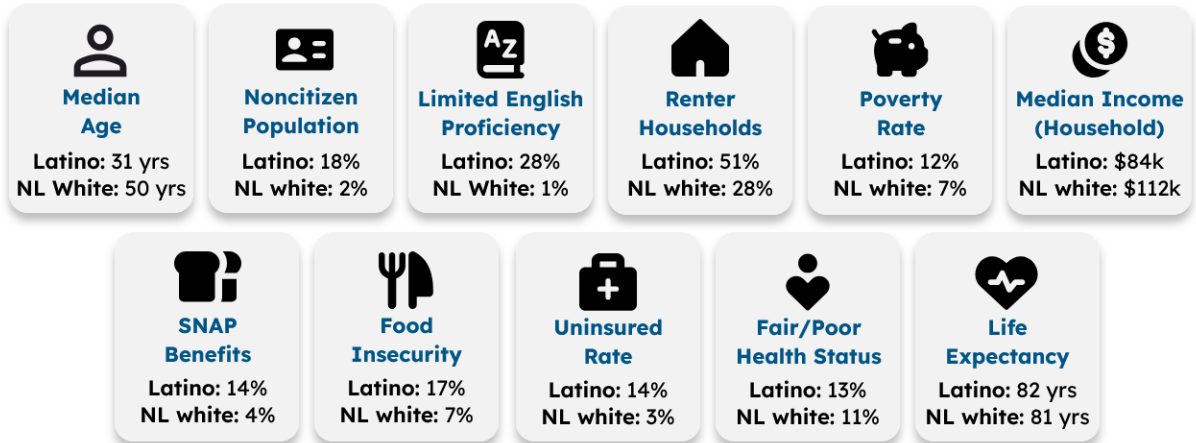 Median
Age
Latino: 31 yrs
NL White: 50 yrs
Noncitizen
Population
Latino: 18%
NL white: 2%
AZ
Limited English
Proficiency
Latino: 28%
NL White: 1%
Renter
Households
Latino: 51%
NL white: 28%
Poverty
Rate
Latino: 12%
NL white: 7%
$
Median Income
(Household)
Latino: $84k
NL white: $112k
SNAP
Benefits
Latino: 14%
NL white: 4%
Food
Insecurity
Latino: 17%
NL white: 7%
Uninsured
Rate
Latino: 14%
NL white: 3%
Fair/Poor
Health Status
Latino: 13%
NL white: 11%
Life
Expectancy
Latino: 82 yrs
NL white: 81 yrs